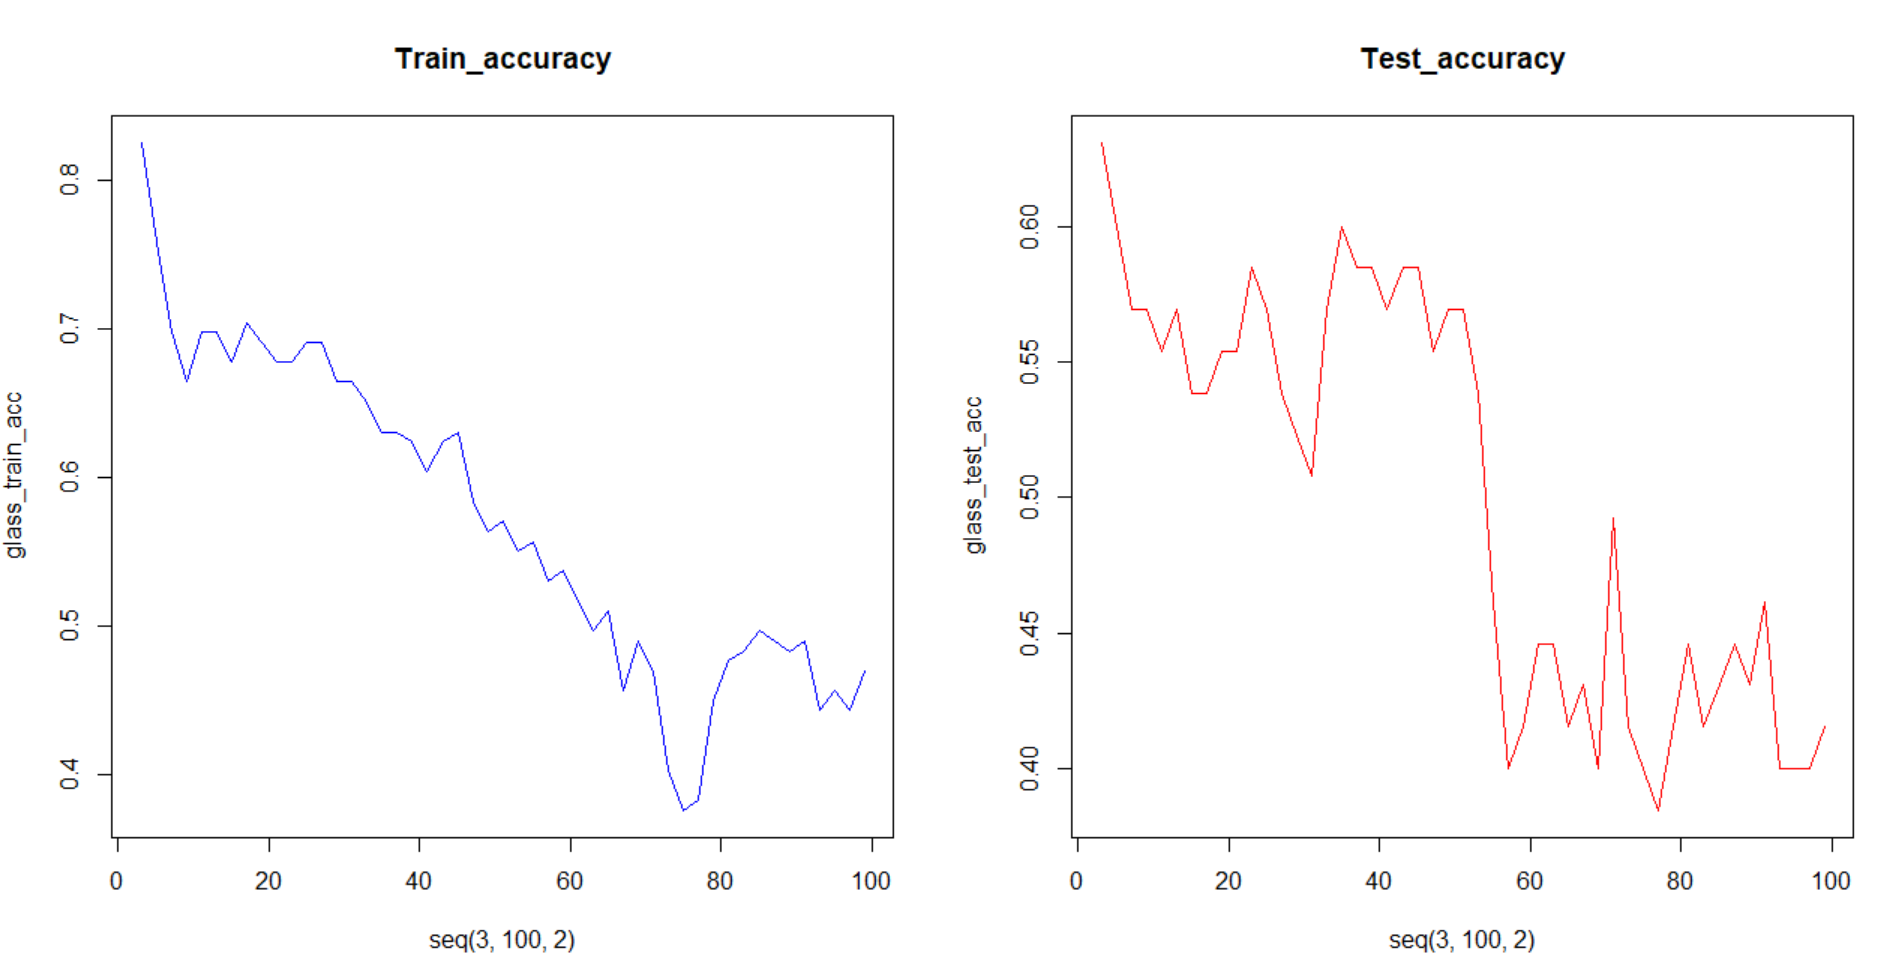 Train_accuracy
glass_train_acc
0.8
0.7
0.6
0.5
0.4
0 20 40 60 80 100
seq(3, 100, 2)
Test_accuracy
glass_test_acc
0.60
0.55
0.50
0.45
0.40
0 20 40 60 80 100
seq(3, 100, 2)